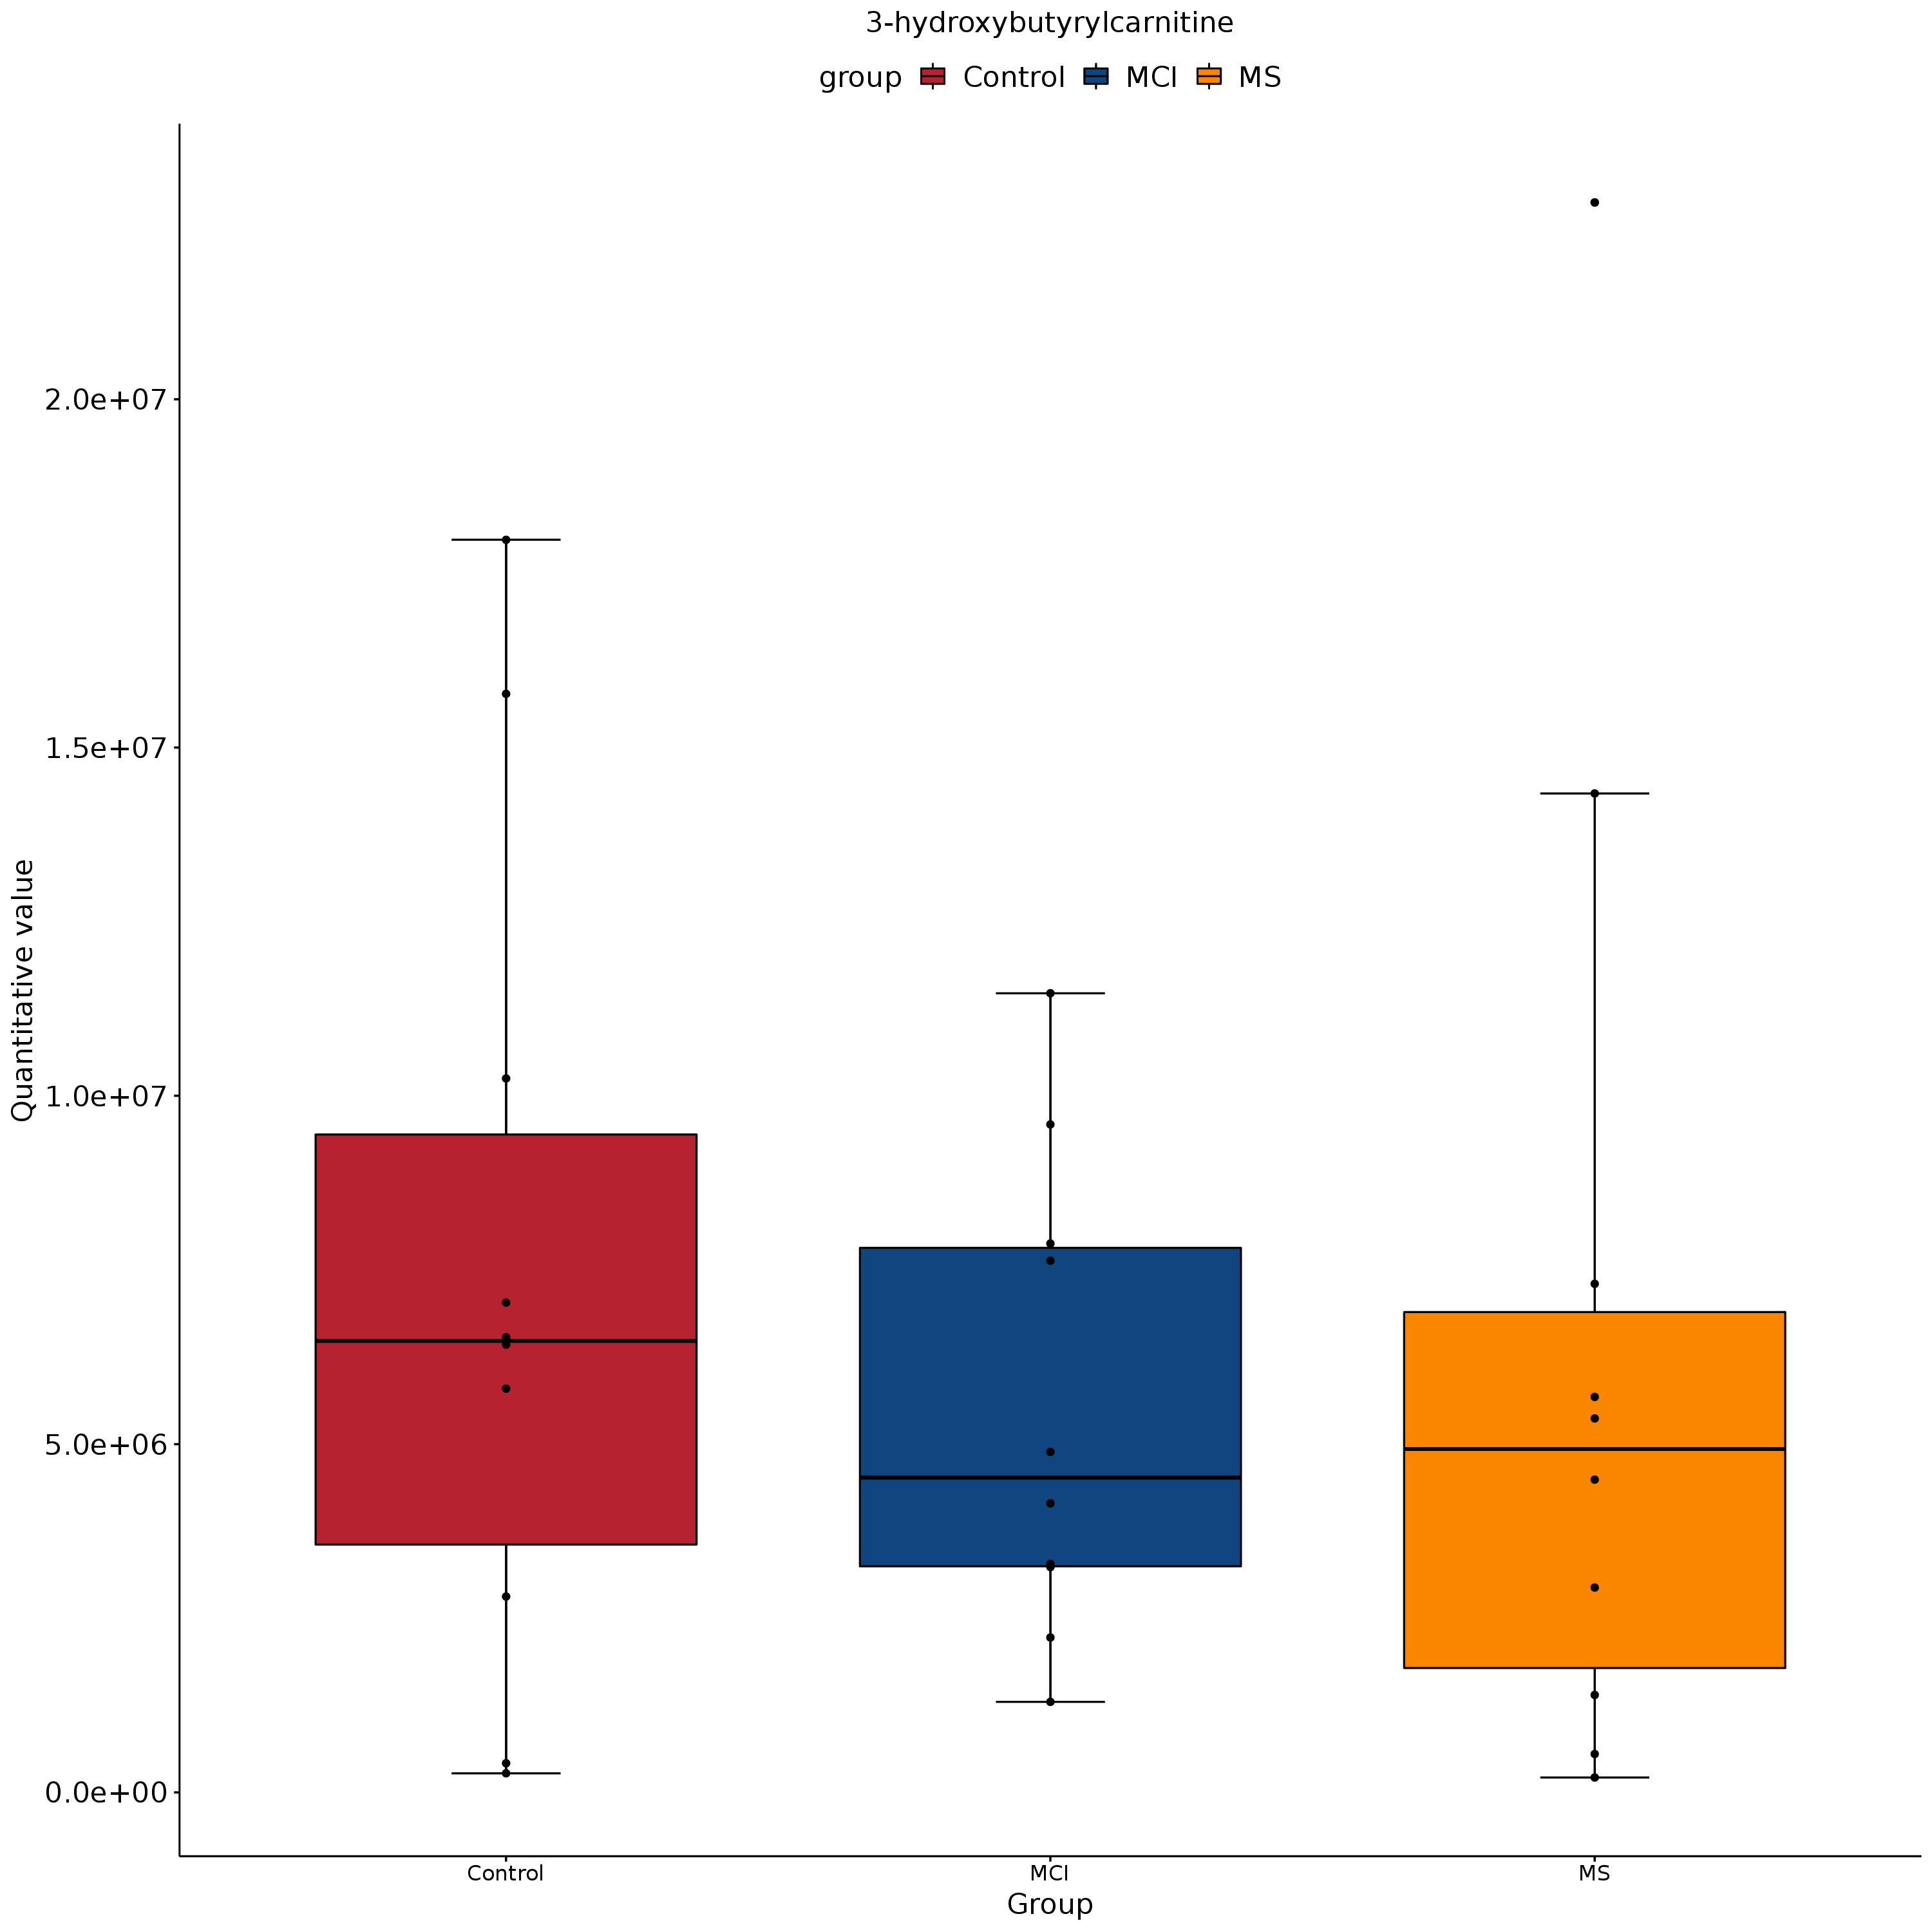 3-hydroxybutyrylcarnitine
group Control MCI MS
Quantitative value
2.0e+07
1.5e+07
1.0e+07
5.0e+06
0.0e+00
Control MCI MS
Group